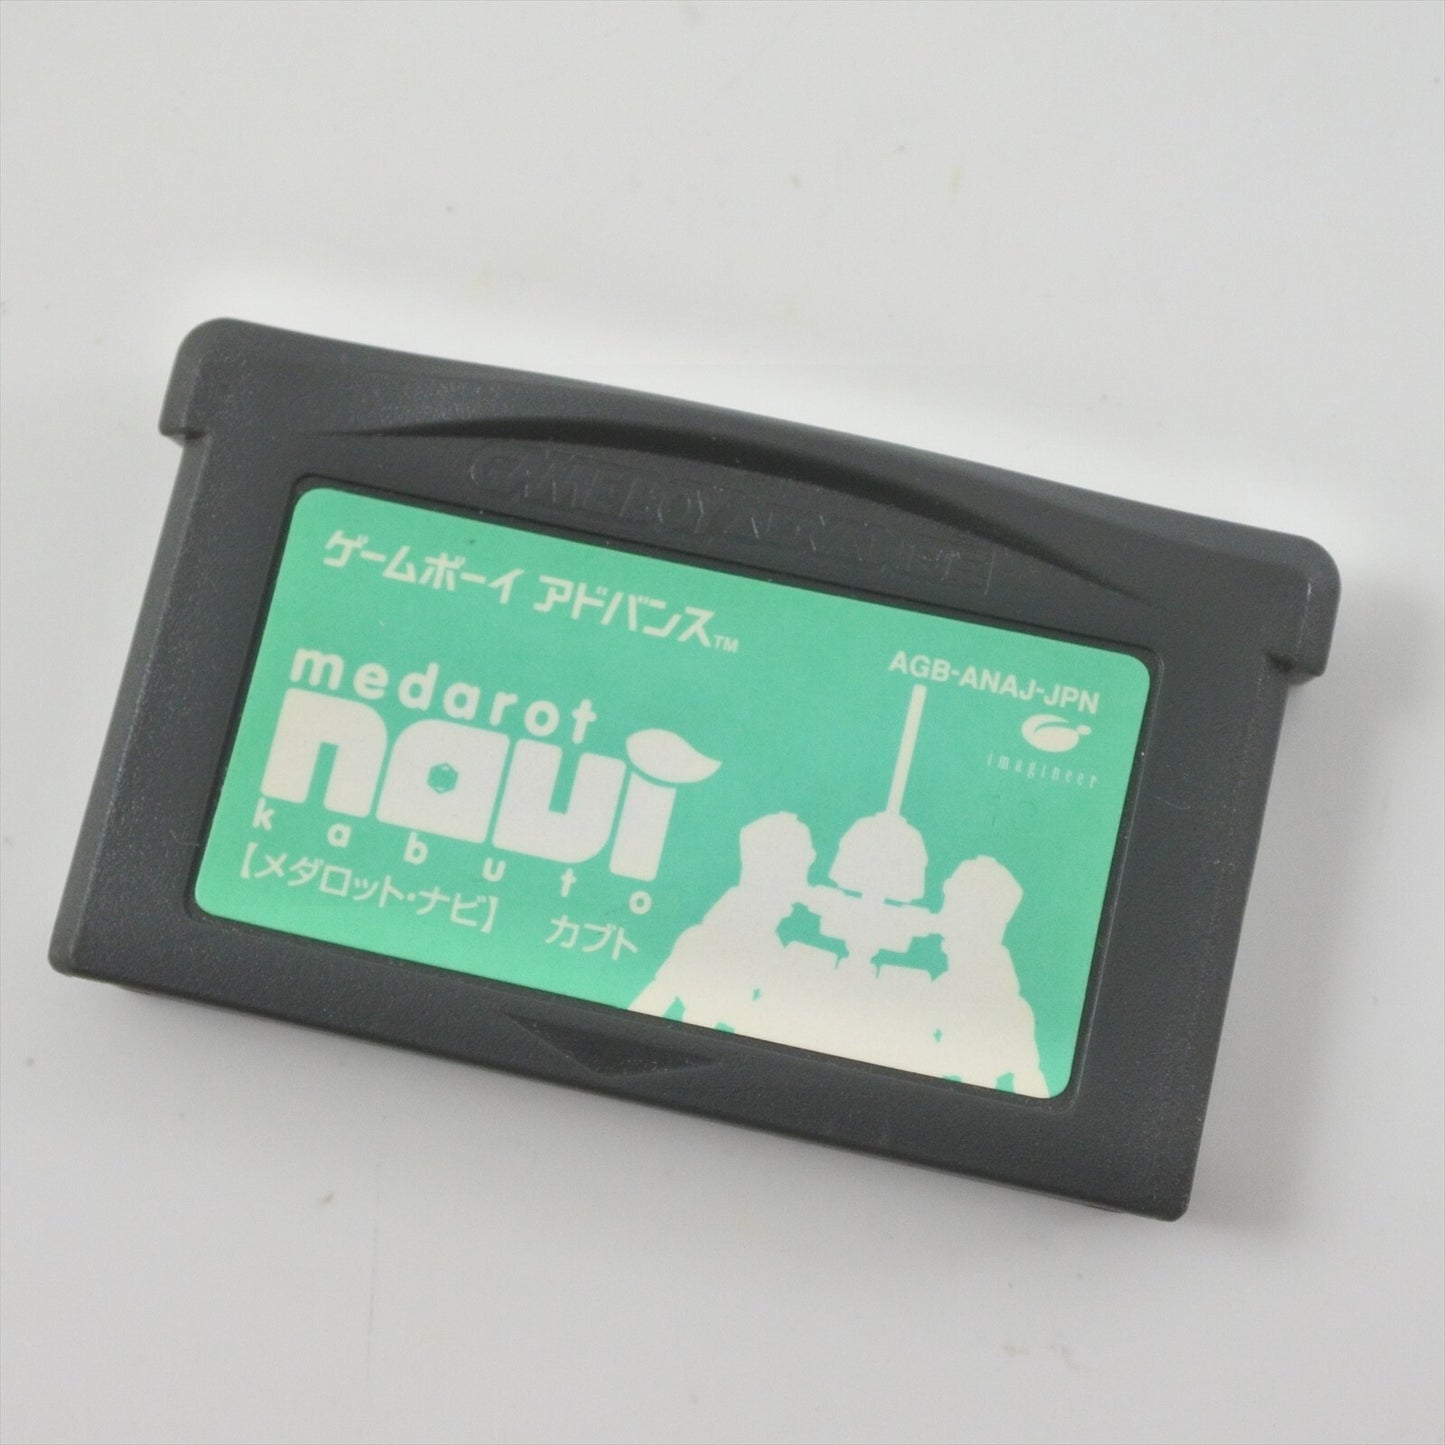 GAME BOY ADVANCE
ゲームボーイ アドバンス™
AGB-ANAJ-JPN
imagineer
medarot
navi
kabuto
【メダロット・ナビ】 カブト